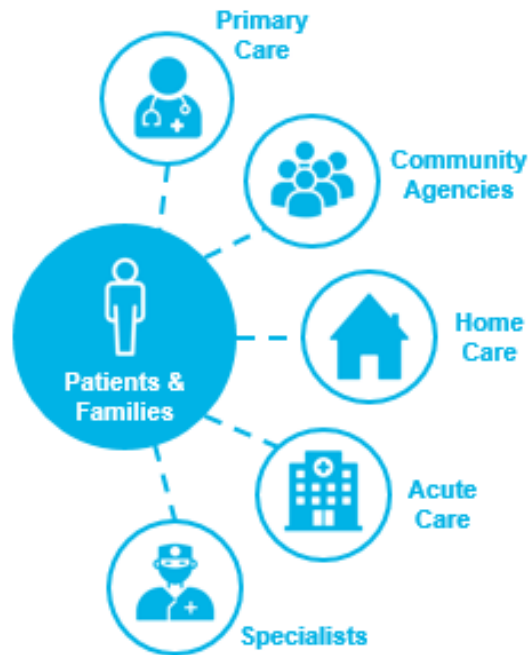 Primary
Care
Community
Agencies
Home
Care
Patients &
Families
Acute
Care
Specialists